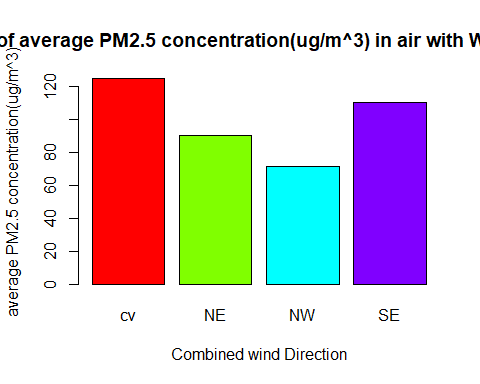 of average PM2.5 concentration(ug/m^3) in air with W
average PM2.5 concentration(ug/m^3)
120
80
60
40
20
0
cv NE NW SE
Combined wind Direction